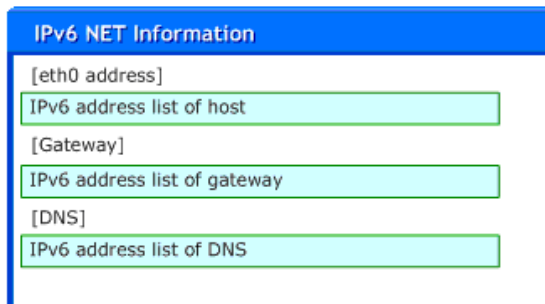 IPv6 NET Information
[eth0 address]
IPv6 address list of host
[Gateway]
IPv6 address list of gateway
[DNS]
IPv6 address list of DNS